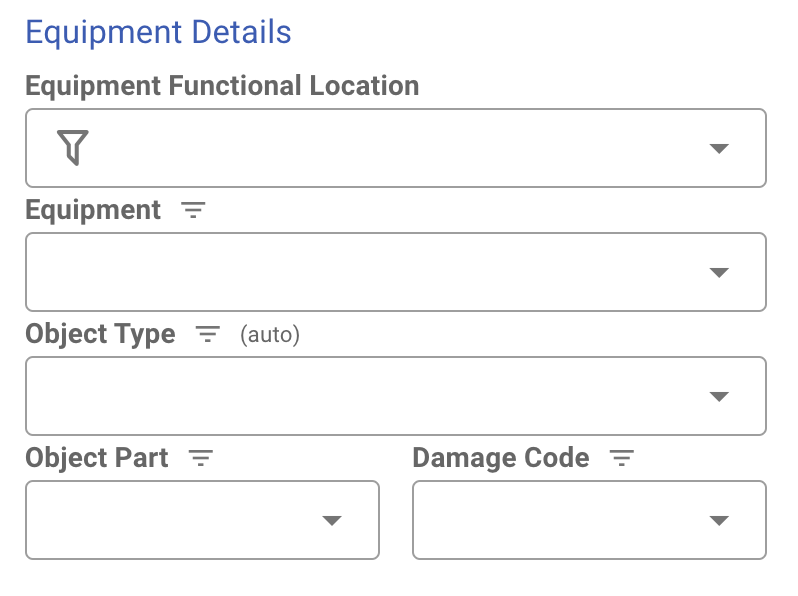 Equipment Details
Equipment Functional Location
Equipment
Object Type (auto)
Object Part Damage Code